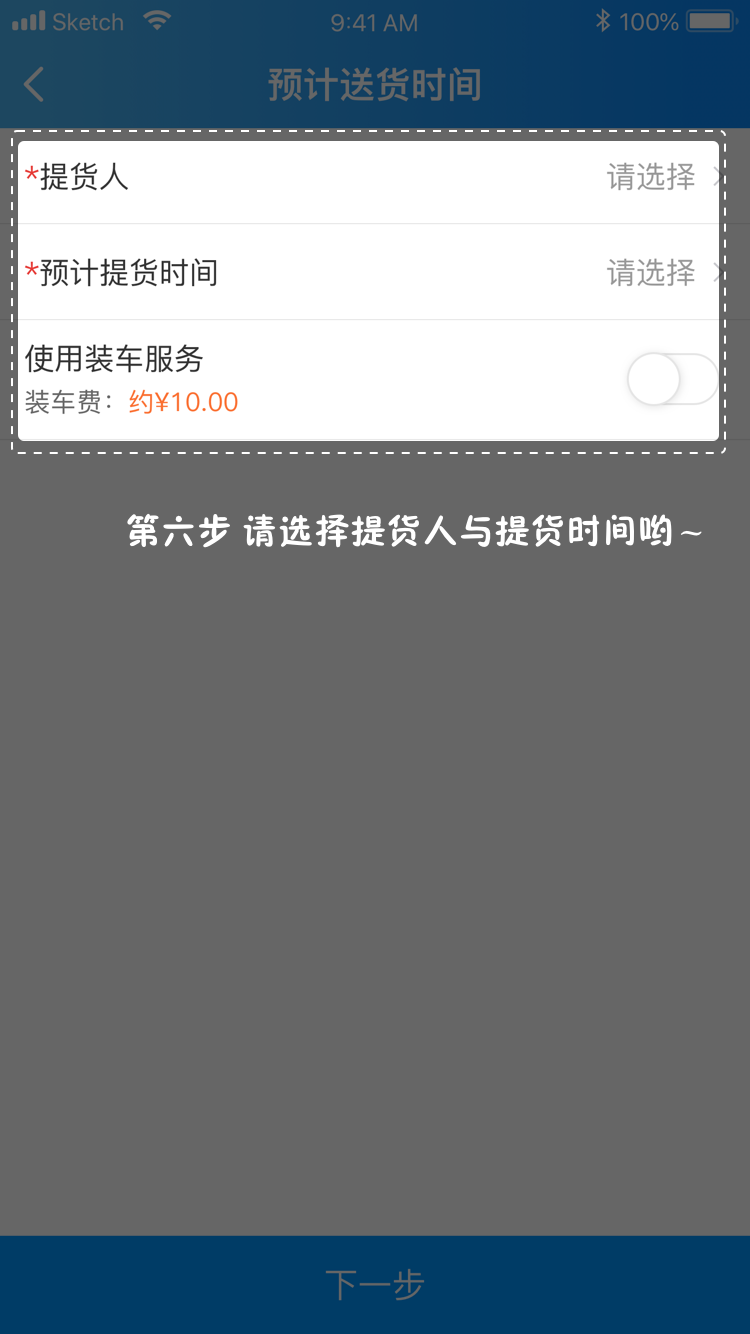 Sketch 9:41 AM 100%
预计送货时间
*提货人 请选择
*预计提货时间 请选择
使用装车服务
装车费：约¥10.00
第六步 请选择提货人与提货时间哟~
下一步